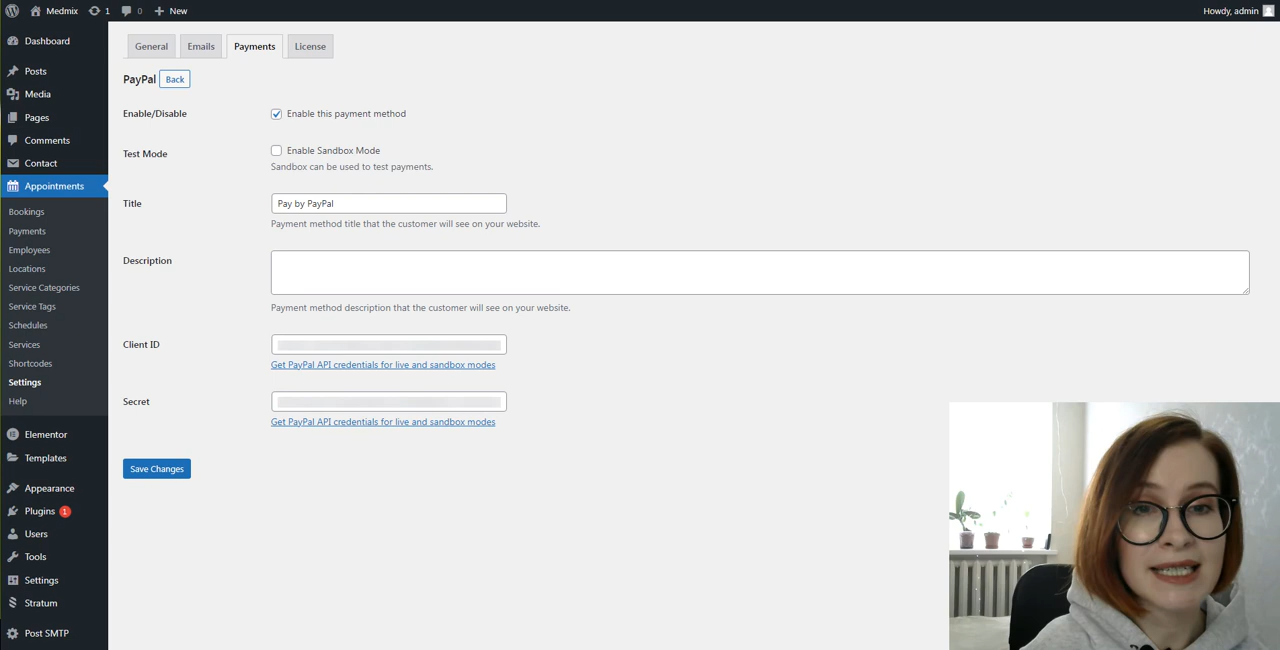 Medmix 1 0 New Howdy, admin
Dashboard
Posts
Media
Pages
Comments
Contact
Appointments
Bookings
Payments
Employees
Locations
Service Categories
Service Tags
Schedules
Services
Shortcodes
Settings
Help
Elementor
Templates
Appearance
Plugins 1
Users
Tools
Settings
Stratum
Post SMTP
General Emails Payments License
PayPal Back
Enable/Disable Enable this payment method
Test Mode Enable Sandbox Mode
Sandbox can be used to test payments.
Title Pay by PayPal
Payment method title that the customer will see on your website.
Description
Payment method description that the customer will see on your website.
Client ID
Get PayPal API credentials for live and sandbox modes
Secret
Get PayPal API credentials for live and sandbox modes
Save Changes